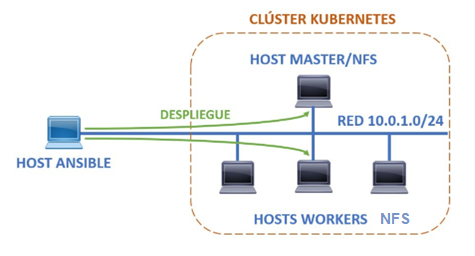 CLÚSTER KUBERNETES
HOST MASTER/NFS
DESPLIEGUE
RED 10.0.1.0/24
HOST ANSIBLE
HOSTS WORKERS NFS